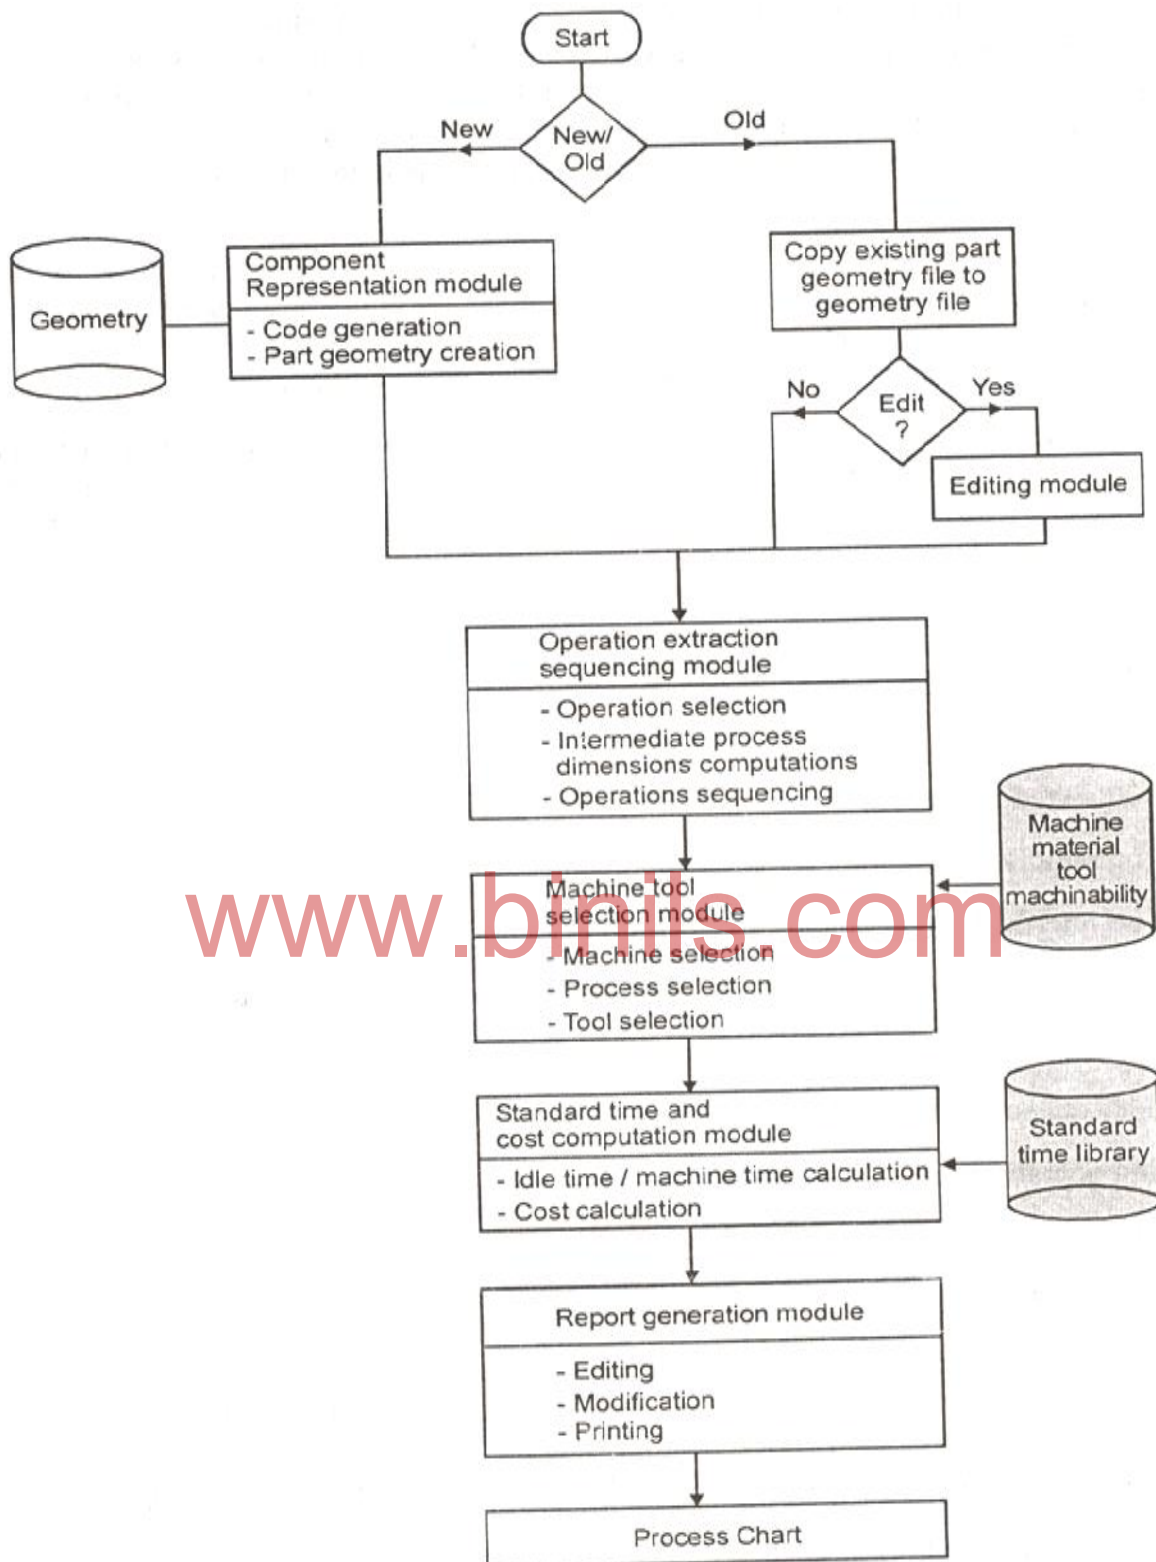 Start
New
New/
Old
Old
Geometry
Component
Representation module
- Code generation
- Part geometry creation
Copy existing part
geometry file to
geometry file
No
Edit
?
Yes
Editing module
Operation extraction
sequencing module
- Operation selection
- Intermediate process
dimensions computations
- Operations sequencing
Machine
material
tool
machinability
Machine tool
selection module
www.binils.com
- Machine selection
- Process selection
- Tool selection
Standard time and
cost computation module
- Idle time / machine time calculation
- Cost calculation
Standard
time library
Report generation module
- Editing
- Modification
- Printing
Process Chart